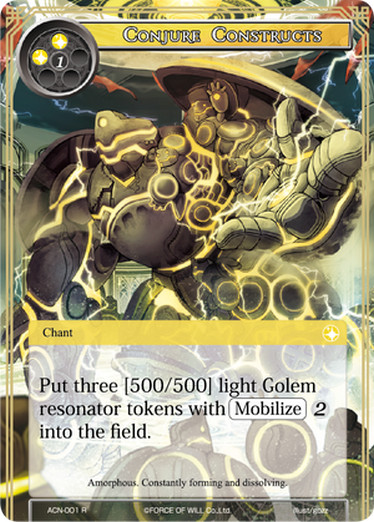 Conjure Constructs
1
Chant
Put three [500/500] light Golem
resonator tokens with Mobilize 2
into the field.
Amorphous. Constantly forming and dissolving.
ACN-001 R ©FORCE OF WILL Co.,Ltd. Illust/